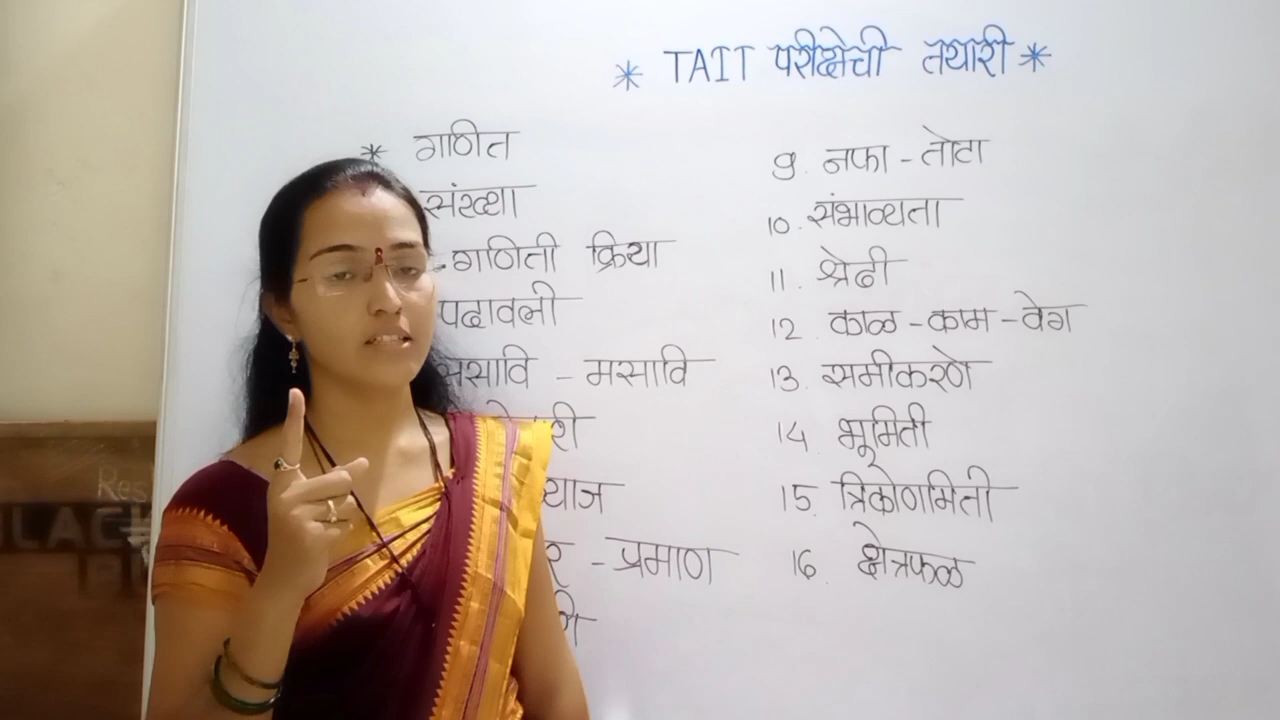 * TAIT परीक्षेची तयारी *
* गणित
संख्या
गणिती क्रिया
पदावली
मसावि
प्रमाण
9. नफा - तोटा
10. संभाव्यता
11. श्रेढी
12. काळ - काम - वेग
13. समीकरणे
14 भूमिती
15. त्रिकोणमिती
16 क्षेत्रफळ